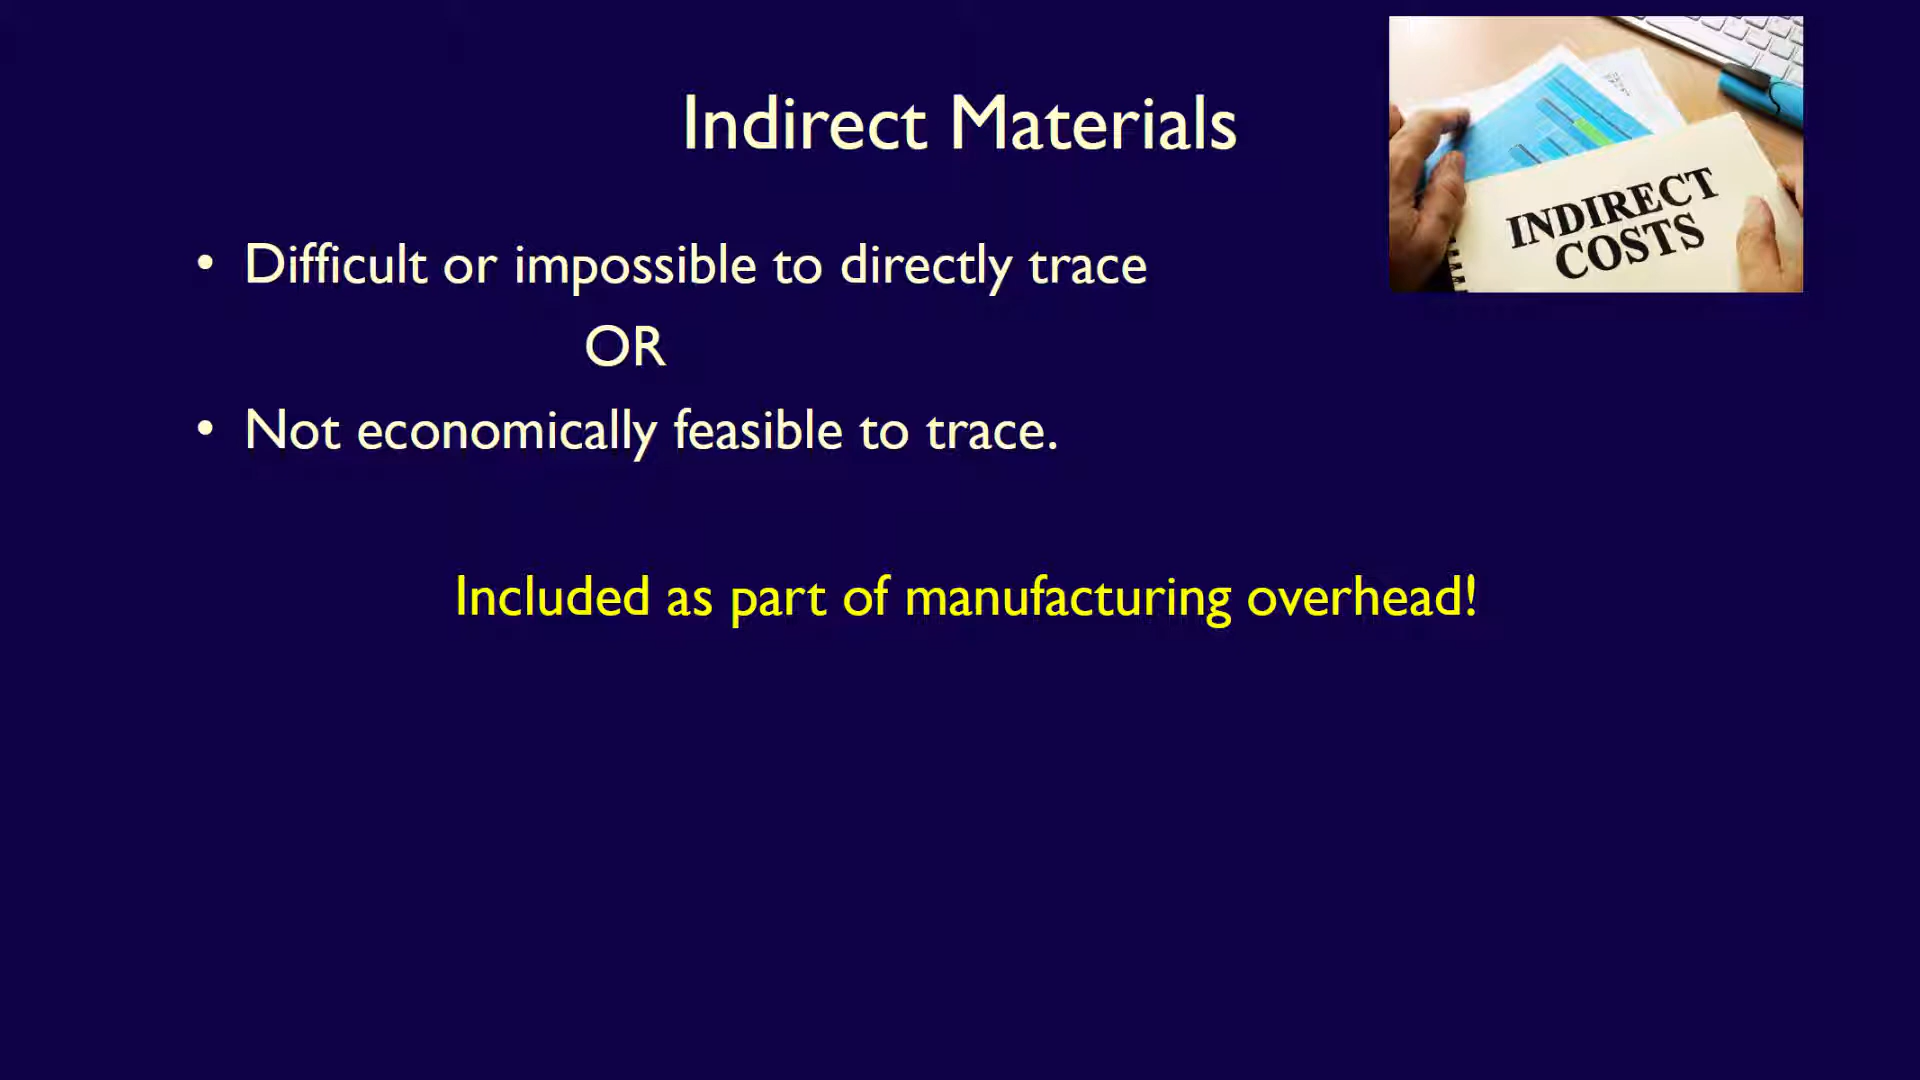 Indirect Materials
INDIRECT
COSTS
• Difficult or impossible to directly trace
OR
• Not economically feasible to trace.
Included as part of manufacturing overhead!